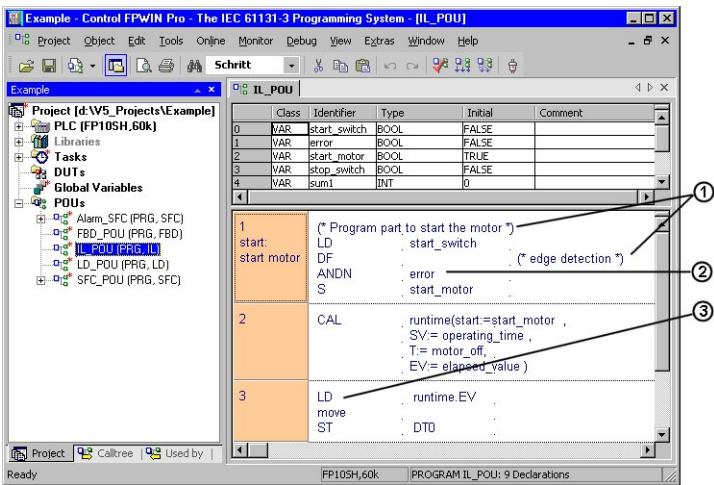 Example - Control FPWIN Pro - The IEC 61131-3 Programming System - [IL_POU]
Project Object Edit Tools Online Monitor Debug View Extras Window Help
Schritt
Example
IL_POU
Project [d:\V5_Projects\Example]
PLC (FP10SH,60k)
Libraries
Tasks
DUTs
Global Variables
POUs
Alarm_SFC (PRG, SFC)
FBD_POU (PRG, FBD)
IL_POU (PRG, IL)
LD_POU (PRG, LD)
SFC_POU (PRG, SFC)
Class Identifier Type Initial Comment
0 VAR start_switch BOOL FALSE
1 VAR error BOOL FALSE
2 VAR start_motor BOOL TRUE
3 VAR stop_switch BOOL FALSE
4 VAR sum1 INT 0
1
start:
start motor
(* Program part to start the motor *)
LD start_switch
DF (* edge detection *)
ANDN error
S start_motor
2
CAL runtime(start:=start_motor ,
SV:= operating_time ,
T:= motor_off,
EV:= elapsed_value )
3
LD runtime.EV
move
ST DT0
1
2
3
Project Calltree Used by
Ready FP10SH,60k PROGRAM IL_POU: 9 Declarations